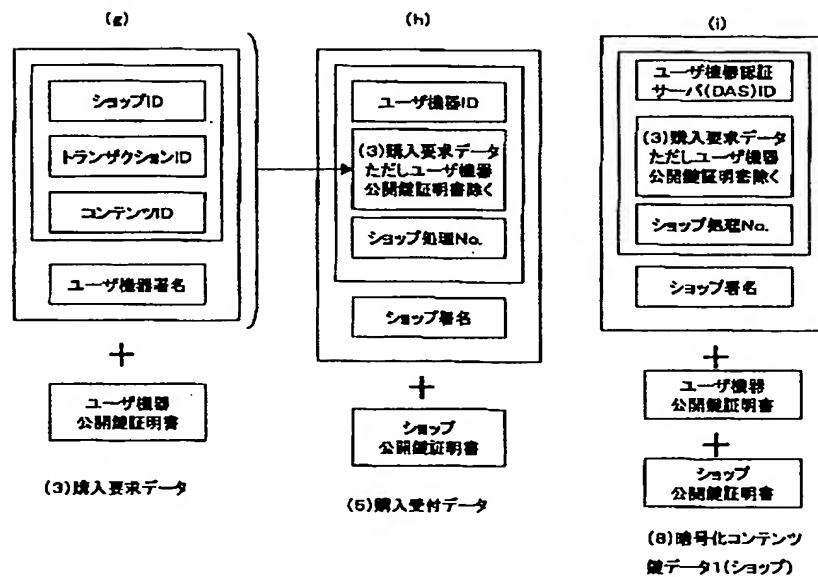 (g)
ショップID
トランザクションID
コンテンツID
ユーザ機器署名
+
ユーザ機器
公開鍵証明書
(3)購入要求データ
(h)
ユーザ機器ID
(3)購入要求データ
ただしユーザ機器
公開鍵証明書除く
ショップ処理No.
ショップ署名
+
ショップ
公開鍵証明書
(5)購入受付データ
(i)
ユーザ機器認証
サーバ(DAS)ID
(3)購入要求データ
ただしユーザ機器
公開鍵証明書除く
ショップ処理No.
ショップ署名
+
ユーザ機器
公開鍵証明書
+
ショップ
公開鍵証明書
(8)暗号化コンテンツ
鍵データ1(ショップ)